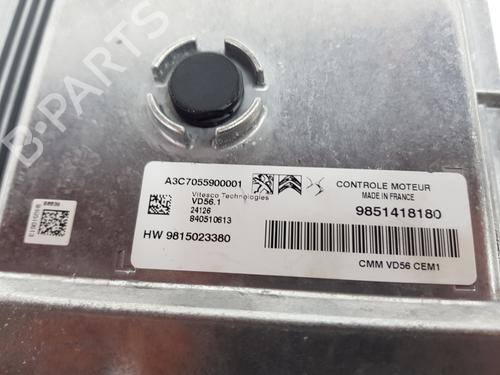 A3C7055900001
Vitesco Technologies
VD56.1
24126
840510613
HW 9815023380
CONTROLE MOTEUR
MADE IN FRANCE
9851418180
CMM VD56 CEM1
840510613
B-PARTS